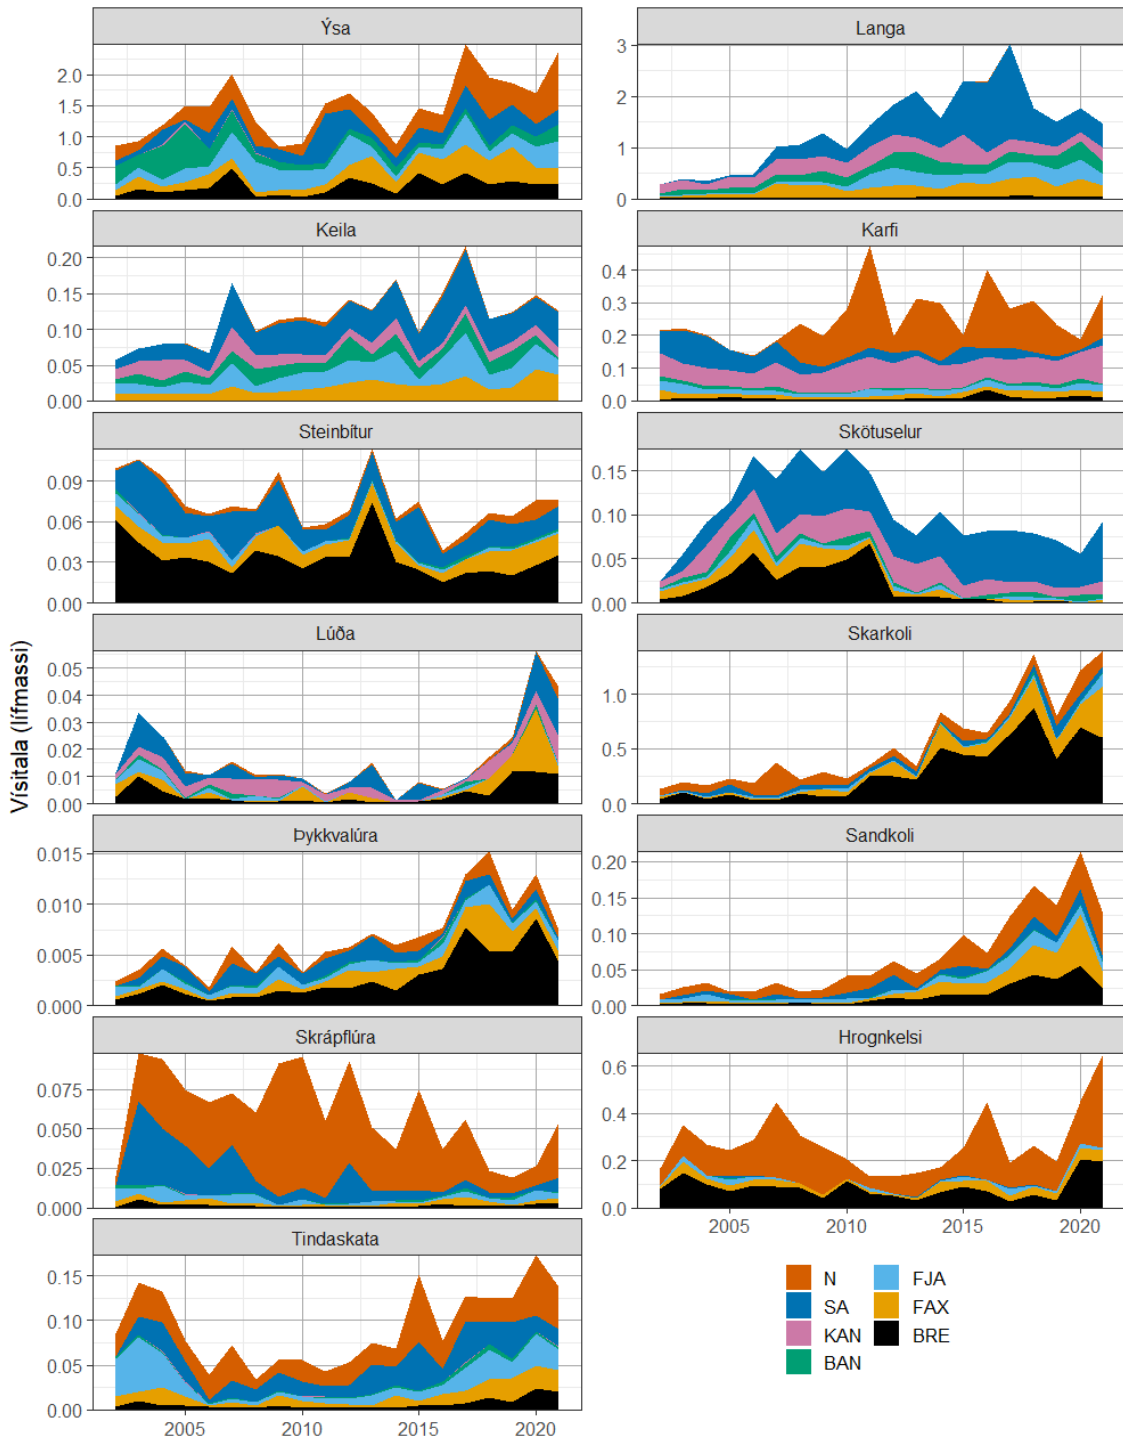 Ýsa
Langa
2.0
1.5
1.0
0.5
0.0
3
2
1
0
Keila
Karfi
0.20
0.15
0.10
0.05
0.00
0.4
0.3
0.2
0.1
0.0
Steinbítur
Skötuselur
0.09
0.06
0.03
0.00
0.15
0.10
0.05
0.00
Lúða
Skarkoli
0.05
0.04
0.03
0.02
0.01
0.00
1.0
0.5
0.0
Vísitala (lífmassi)
Þykkvalúra
Sandkoli
0.015
0.010
0.005
0.000
0.20
0.15
0.10
0.05
0.00
Skrápflúra
Hrognkelsi
0.075
0.050
0.025
0.000
0.6
0.4
0.2
0.0
2005 2010 2015 2020
Tindaskata
0.15
0.10
0.05
0.00
2005 2010 2015 2020
N
SA
KAN
BAN
FJA
FAX
BRE